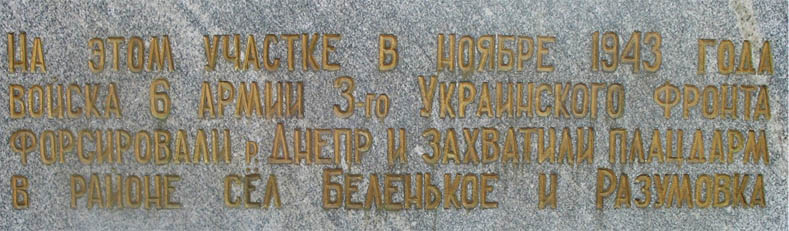 На этом участке в ноябре 1943 года
войска 6 армии 3-го Украинского фронта
форсировали р Днепр и захватили плацдарм
в районе сел Беленькое и Разумовка